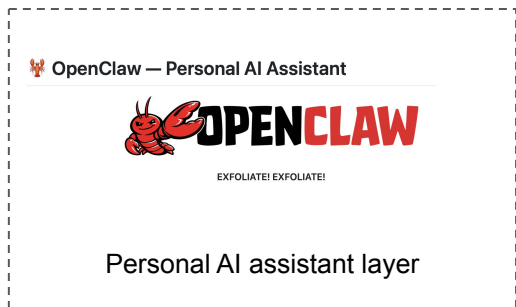 🦞 OpenClaw — Personal AI Assistant
OPENCLAW
EXFOLIATE! EXFOLIATE!
Personal AI assistant layer